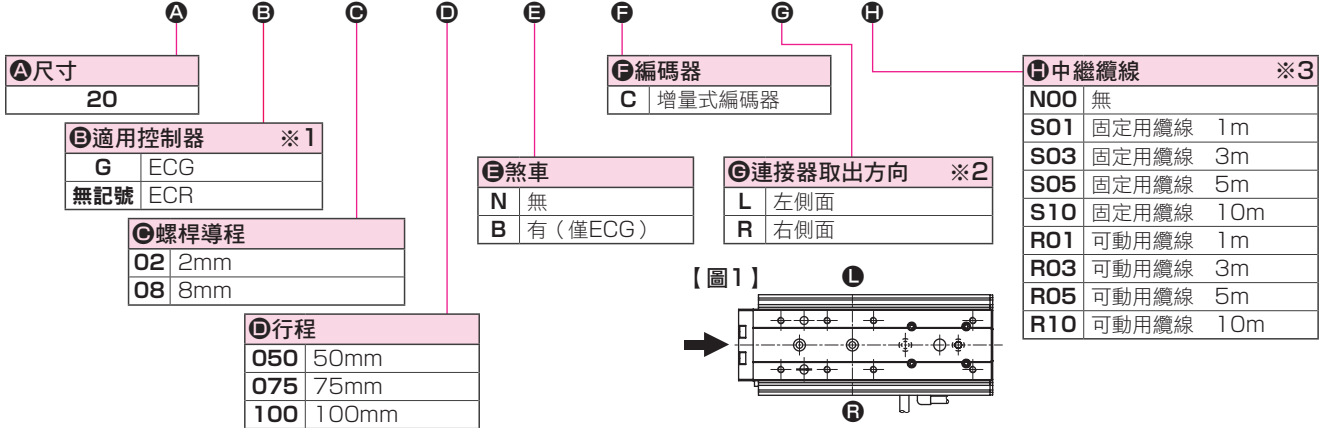 A B C D E F G H
A尺寸
20
B適用控制器 ※1
G ECG
無記號 ECR
C螺桿導程
02 2mm
08 8mm
D行程
050 50mm
075 75mm
100 100mm
E煞車
N 無
B 有（僅ECG）
F編碼器
C 增量式編碼器
G連接器取出方向 ※2
L 左側面
R 右側面
【圖1】
L
R
H中繼纜線 ※3
N00 無
S01 固定用纜線 1m
S03 固定用纜線 3m
S05 固定用纜線 5m
S10 固定用纜線 10m
R01 可動用纜線 1m
R03 可動用纜線 3m
R05 可動用纜線 5m
R10 可動用纜線 10m